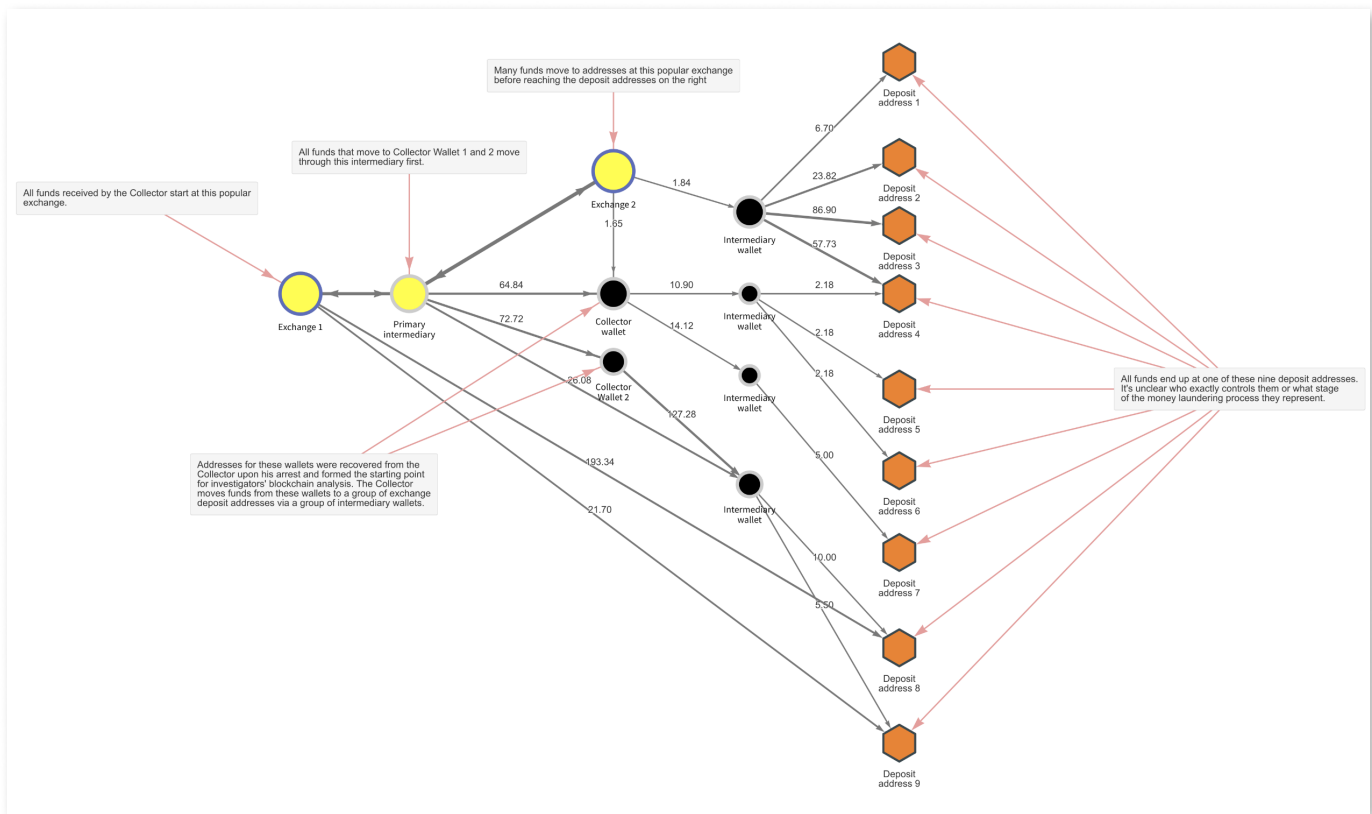 Many funds move to addresses at this popular exchange
before reaching the deposit addresses on the right
All funds that move to Collector Wallet 1 and 2 move
through this intermediary first.
All funds received by the Collector start at this popular
exchange.
Deposit
address 1
6.70
23.82
Deposit
address 2
1.84
Exchange 2
86.90
1.65
Intermediary
wallet
57.73
Deposit
address 3
64.84
10.90
2.18
Exchange 1
Primary
intermediary
Collector
wallet
Intermediary
wallet
Deposit
address 4
72.72
14.12
2.18
2.18
26.08
Collector
Wallet 2
Intermediary
wallet
All funds end up at one of these nine deposit addresses.
It's unclear who exactly controls them or what stage
of the money laundering process they represent.
127.28
Deposit
address 5
Addresses for these wallets were recovered from the
Collector upon his arrest and formed the starting point
for investigators' blockchain analysis. The Collector
moves funds from these wallets to a group of exchange
deposit addresses via a group of intermediary wallets.
193.34
5.00
21.70
Intermediary
wallet
Deposit
address 6
10.00
Deposit
address 7
5.50
Deposit
address 8
Deposit
address 9